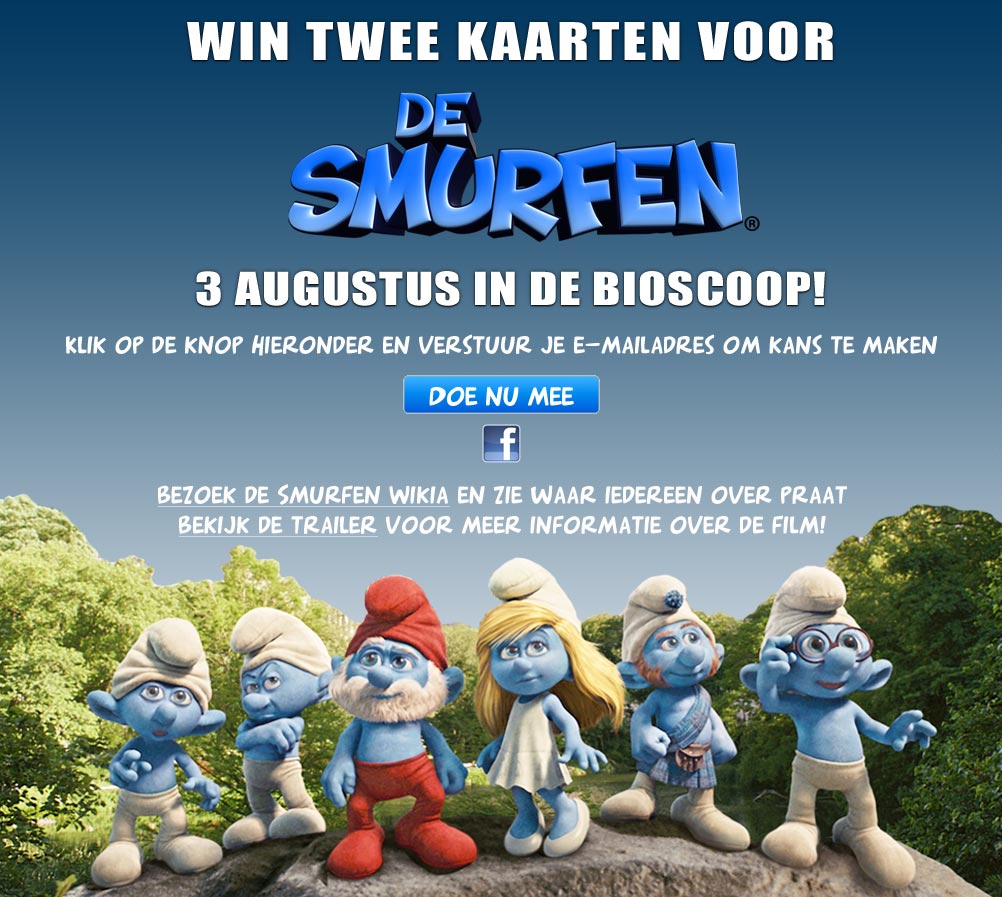 WIN TWEE KAARTEN VOOR
DE
SMURFEN®
3 AUGUSTUS IN DE BIOSCOOP!
KLIK OP DE KNOP HIERONDER EN VERSTUUR JE E-MAILADRES OM KANS TE MAKEN
DOE NU MEE
f
BEZOEK DE SMURFEN WIKIA EN ZIE WAAR IEDEREEN OVER PRAAT
BEKIJK DE TRAILER VOOR MEER INFORMATIE OVER DE FILM!